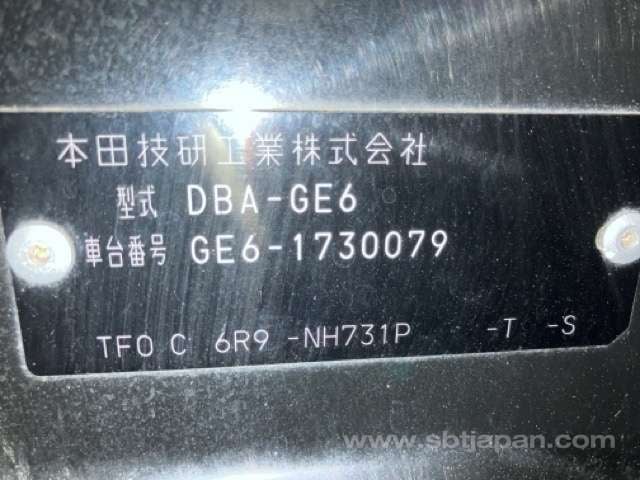 本田技研工業株式会社
型式 DBA-GE6
車台番号 GE6-1730079
TF0 C 6R9 -NH731P -T -S
www.sbtjapan.com